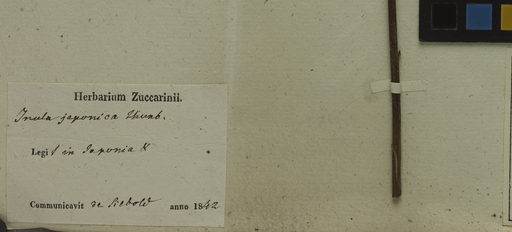 Herbarium Zuccarinii.
Inula japonica Thunb.
Legit in Japonia
Communicavit de Siebold anno 1842